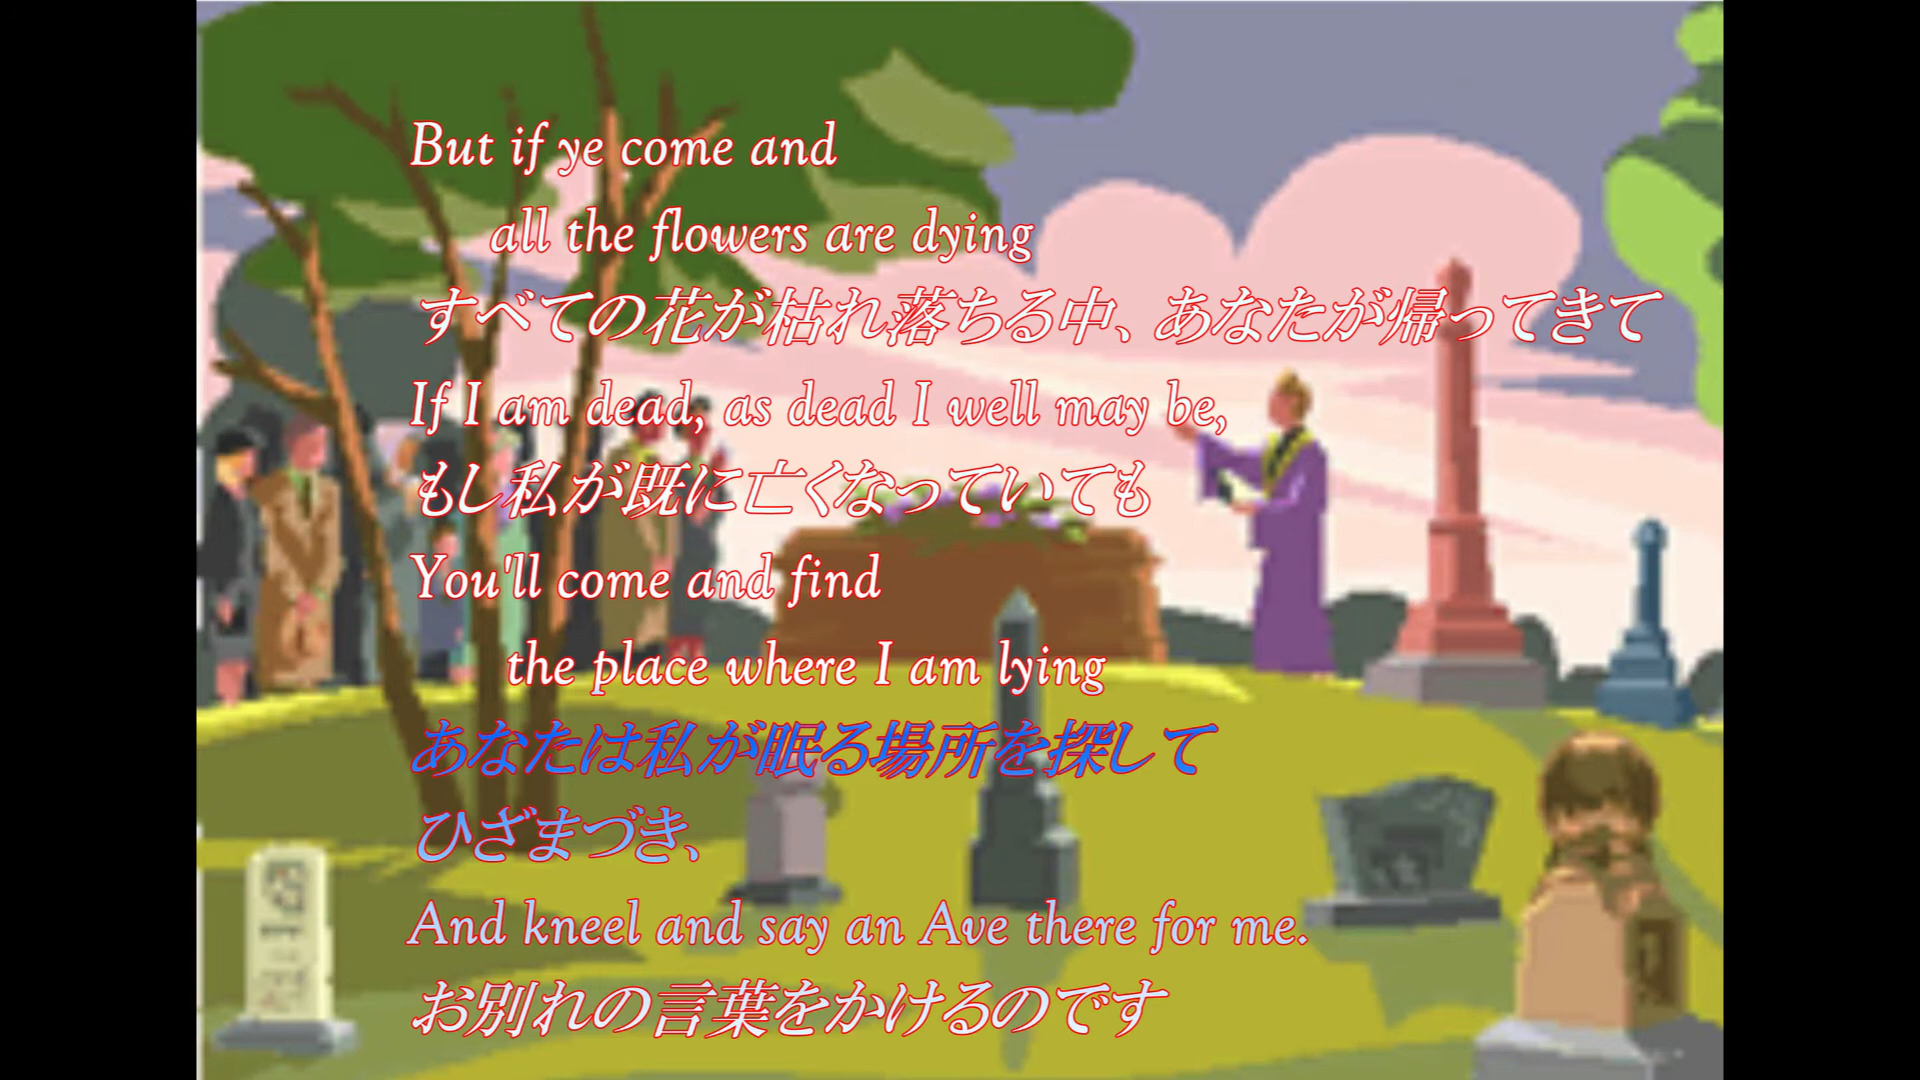 But if ye come and
all the flowers are dying
すべての花が枯れ落ちる中、あなたが帰ってきて
If I am dead, as dead I well may be,
もし私が既に亡くなっていても
You'll come and find
the place where I am lying
あなたは私が眠る場所を探して
ひざまづき、
And kneel and say an Ave there for me.
お別れの言葉をかけるのです